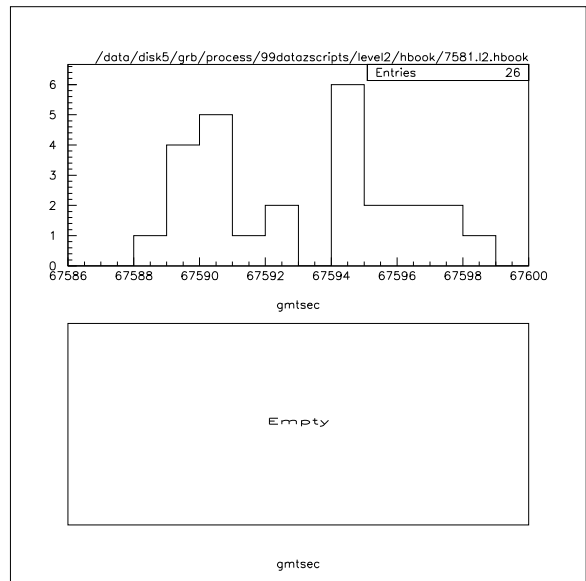 /data/disk5/grb/process/99datazscripts/level2/hbook/7581.l2.hbook
Entries 26
6
5
4
3
2
1
0
67586 67588 67590 67592 67594 67596 67598 67600
gmtsec
Empty
gmtsec